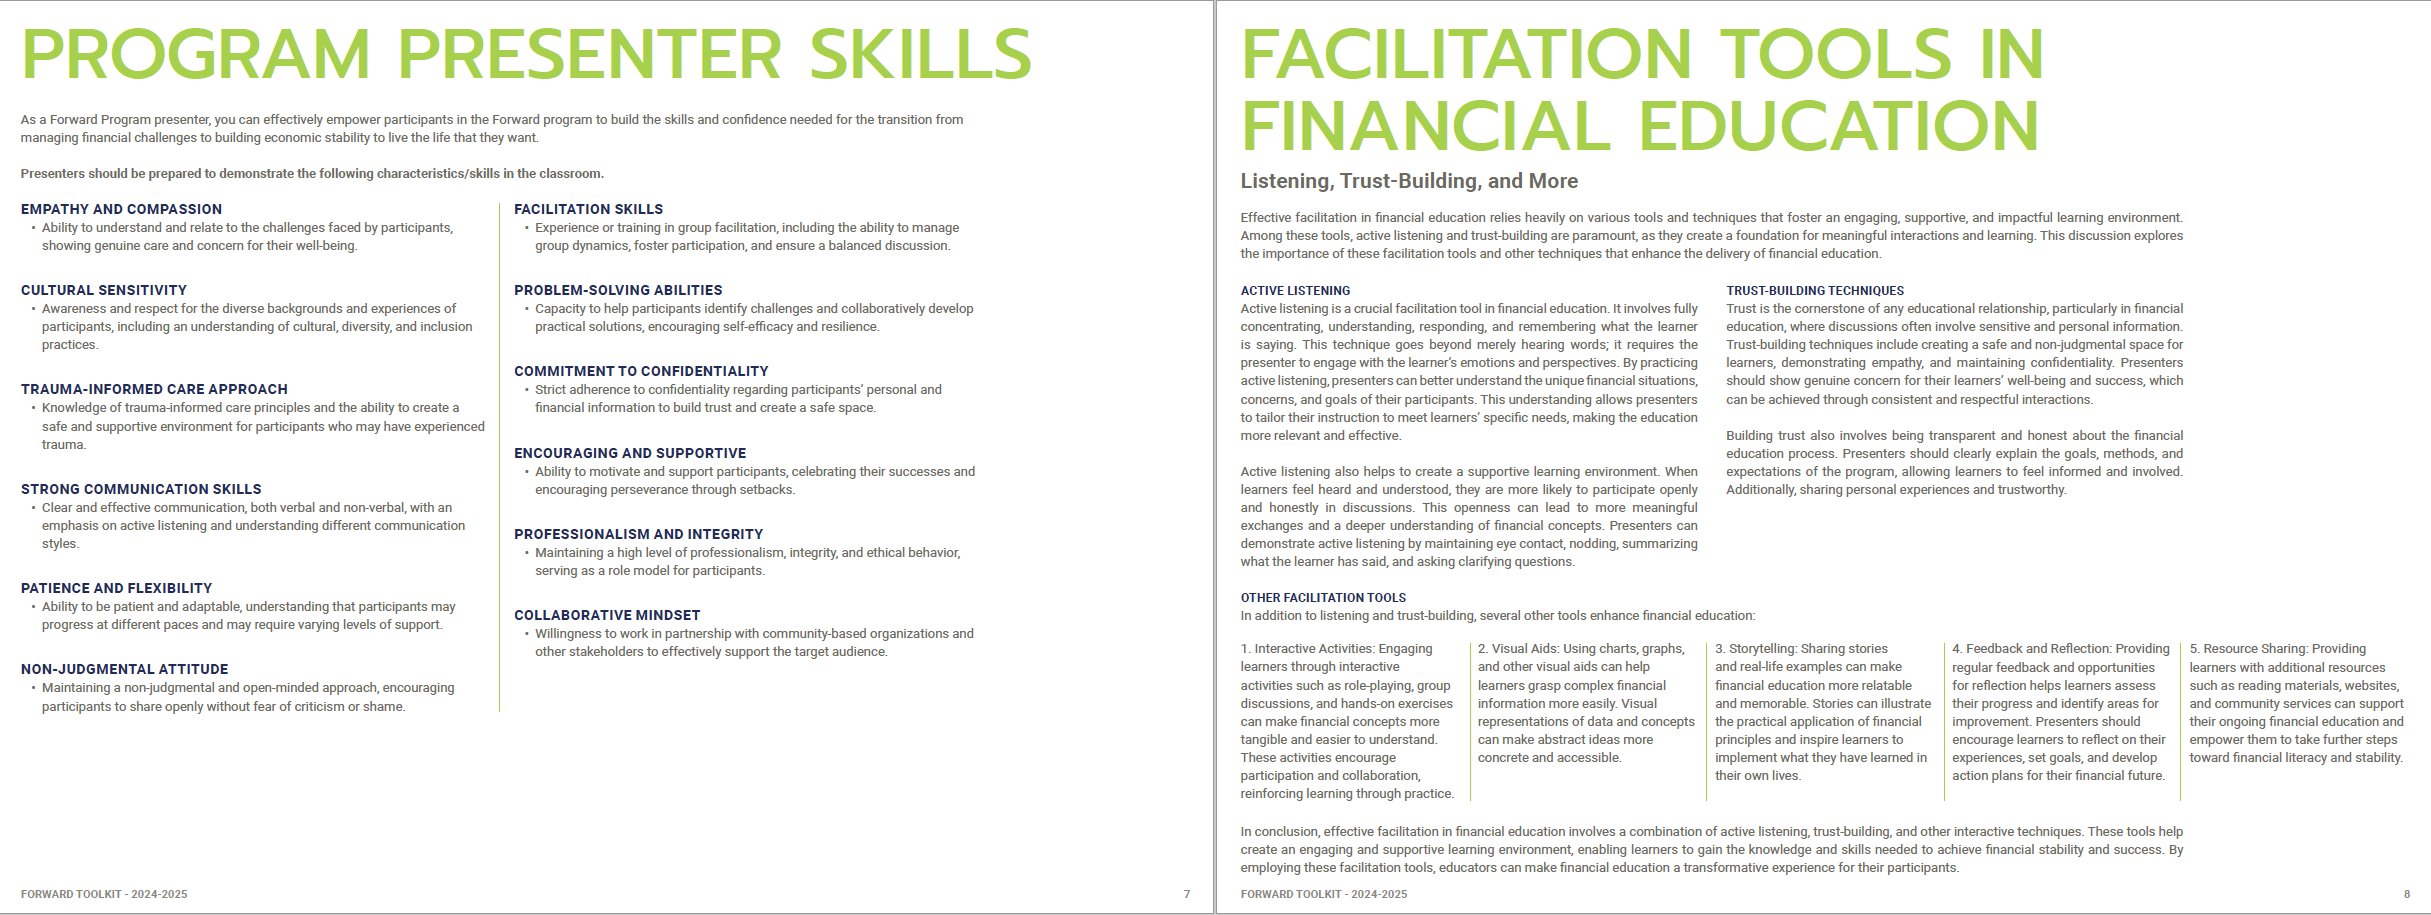 PROGRAM PRESENTER SKILLS
As a Forward Program presenter, you can effectively empower participants in the Forward program to build the skills and confidence needed for the transition from
managing financial challenges to building economic stability to live the life that they want.
Presenters should be prepared to demonstrate the following characteristics/skills in the classroom.
EMPATHY AND COMPASSION
• Ability to understand and relate to the challenges faced by participants,
showing genuine care and concern for their well-being.
CULTURAL SENSITIVITY
• Awareness and respect for the diverse backgrounds and experiences of
participants, including an understanding of cultural, diversity, and inclusion
practices.
TRAUMA-INFORMED CARE APPROACH
• Knowledge of trauma-informed care principles and the ability to create a
safe and supportive environment for participants who may have experienced
trauma.
STRONG COMMUNICATION SKILLS
• Clear and effective communication, both verbal and non-verbal, with an
emphasis on active listening and understanding different communication
styles.
PATIENCE AND FLEXIBILITY
• Ability to be patient and adaptable, understanding that participants may
progress at different paces and may require varying levels of support.
NON-JUDGMENTAL ATTITUDE
• Maintaining a non-judgmental and open-minded approach, encouraging
participants to share openly without fear of criticism or shame.
FACILITATION SKILLS
• Experience or training in group facilitation, including the ability to manage
group dynamics, foster participation, and ensure a balanced discussion.
PROBLEM-SOLVING ABILITIES
• Capacity to help participants identify challenges and collaboratively develop
practical solutions, encouraging self-efficacy and resilience.
COMMITMENT TO CONFIDENTIALITY
• Strict adherence to confidentiality regarding participants' personal and
financial information to build trust and create a safe space.
ENCOURAGING AND SUPPORTIVE
• Ability to motivate and support participants, celebrating their successes and
encouraging perseverance through setbacks.
PROFESSIONALISM AND INTEGRITY
• Maintaining a high level of professionalism, integrity, and ethical behavior,
serving as a role model for participants.
COLLABORATIVE MINDSET
• Willingness to work in partnership with community-based organizations and
other stakeholders to effectively support the target audience.
FORWARD TOOLKIT - 2024-2025
7
FACILITATION TOOLS IN
FINANCIAL EDUCATION
Listening, Trust-Building, and More
Effective facilitation in financial education relies heavily on various tools and techniques that foster an engaging, supportive, and impactful learning environment.
Among these tools, active listening and trust-building are paramount, as they create a foundation for meaningful interactions and learning. This discussion explores
the importance of these facilitation tools and other techniques that enhance the delivery of financial education.
ACTIVE LISTENING
Active listening is a crucial facilitation tool in financial education. It involves fully
concentrating, understanding, responding, and remembering what the learner
is saying. This technique goes beyond merely hearing words; it requires the
presenter to engage with the learner's emotions and perspectives. By practicing
active listening, presenters can better understand the unique financial situations,
concerns, and goals of their participants. This understanding allows presenters
to tailor their instruction to meet learners' specific needs, making the education
more relevant and effective.
Active listening also helps to create a supportive learning environment. When
learners feel heard and understood, they are more likely to participate openly
and honestly in discussions. This openness can lead to more meaningful
exchanges and a deeper understanding of financial concepts. Presenters can
demonstrate active listening by maintaining eye contact, nodding, summarizing
what the learner has said, and asking clarifying questions.
TRUST-BUILDING TECHNIQUES
Trust is the cornerstone of any educational relationship, particularly in financial
education, where discussions often involve sensitive and personal information.
Trust-building techniques include creating a safe and non-judgmental space for
learners, demonstrating empathy, and maintaining confidentiality. Presenters
should show genuine concern for their learners' well-being and success, which
can be achieved through consistent and respectful interactions.
Building trust also involves being transparent and honest about the financial
education process. Presenters should clearly explain the goals, methods, and
expectations of the program, allowing learners to feel informed and involved.
Additionally, sharing personal experiences and trustworthy.
OTHER FACILITATION TOOLS
In addition to listening and trust-building, several other tools enhance financial education:
1. Interactive Activities: Engaging
learners through interactive
activities such as role-playing, group
discussions, and hands-on exercises
can make financial concepts more
tangible and easier to understand.
These activities encourage
participation and collaboration,
reinforcing learning through practice.
2. Visual Aids: Using charts, graphs,
and other visual aids can help
learners grasp complex financial
information more easily. Visual
representations of data and concepts
can make abstract ideas more
concrete and accessible.
3. Storytelling: Sharing stories
and real-life examples can make
financial education more relatable
and memorable. Stories can illustrate
the practical application of financial
principles and inspire learners to
implement what they have learned in
their own lives.
4. Feedback and Reflection: Providing
regular feedback and opportunities
for reflection helps learners assess
their progress and identify areas for
improvement. Presenters should
encourage learners to reflect on their
experiences, set goals, and develop
action plans for their financial future.
5. Resource Sharing: Providing
learners with additional resources
such as reading materials, websites,
and community services can support
their ongoing financial education and
empower them to take further steps
toward financial literacy and stability.
In conclusion, effective facilitation in financial education involves a combination of active listening, trust-building, and other interactive techniques. These tools help
create an engaging and supportive learning environment, enabling learners to gain the knowledge and skills needed to achieve financial stability and success. By
employing these facilitation tools, educators can make financial education a transformative experience for their participants.
FORWARD TOOLKIT - 2024-2025
8